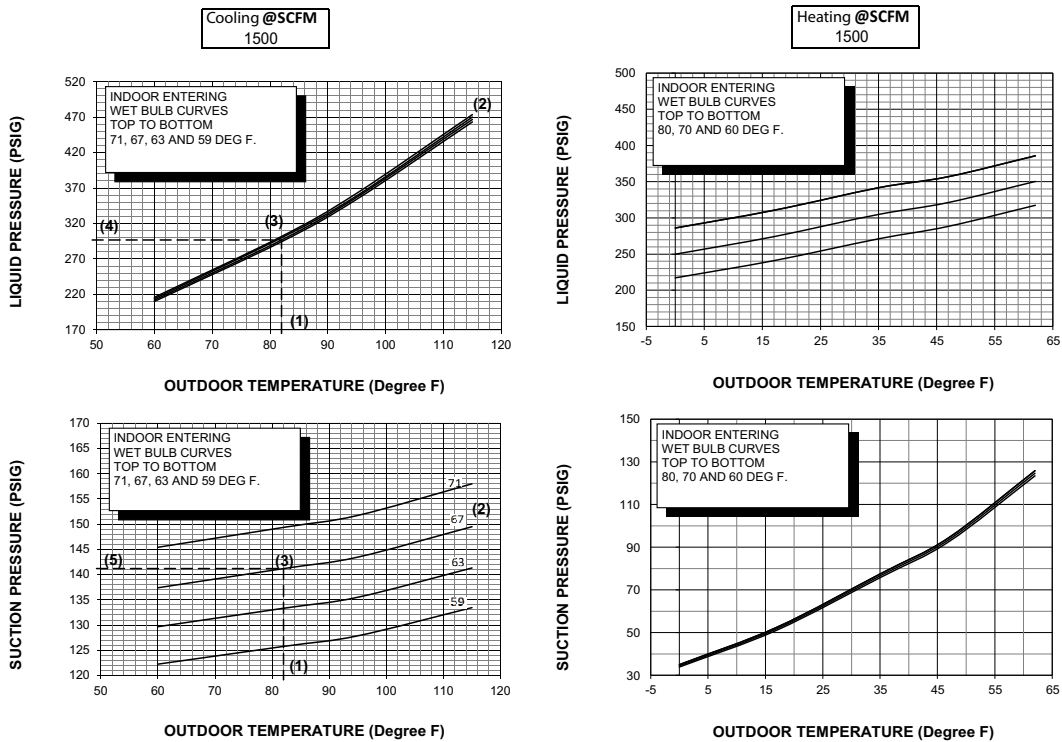 Cooling @SCFM
1500
Heating @SCFM
1500
LIQUID PRESSURE (PSIG)
520
470
420
370
320
270
220
170
INDOOR ENTERING
WET BULB CURVES
TOP TO BOTTOM
71, 67, 63 AND 59 DEG F.
(2)
(3)
(4)
(1)
50 60 70 80 90 100 110 120
OUTDOOR TEMPERATURE (Degree F)
LIQUID PRESSURE (PSIG)
500
450
400
350
300
250
200
150
INDOOR ENTERING
WET BULB CURVES
TOP TO BOTTOM
80, 70 AND 60 DEG F.
-5 5 15 25 35 45 55 65
OUTDOOR TEMPERATURE (Degree F)
SUCTION PRESSURE (PSIG)
170
165
160
155
150
145
140
135
130
125
120
INDOOR ENTERING
WET BULB CURVES
TOP TO BOTTOM
71, 67, 63 AND 59 DEG F.
71
(2)
67
(5)
(3)
63
59
(1)
50 60 70 80 90 100 110 120
OUTDOOR TEMPERATURE (Degree F)
SUCTION PRESSURE (PSIG)
150
130
110
90
70
50
30
INDOOR ENTERING
WET BULB CURVES
TOP TO BOTTOM
80, 70 AND 60 DEG F.
-5 5 15 25 35 45 55 65
OUTDOOR TEMPERATURE (Degree F)